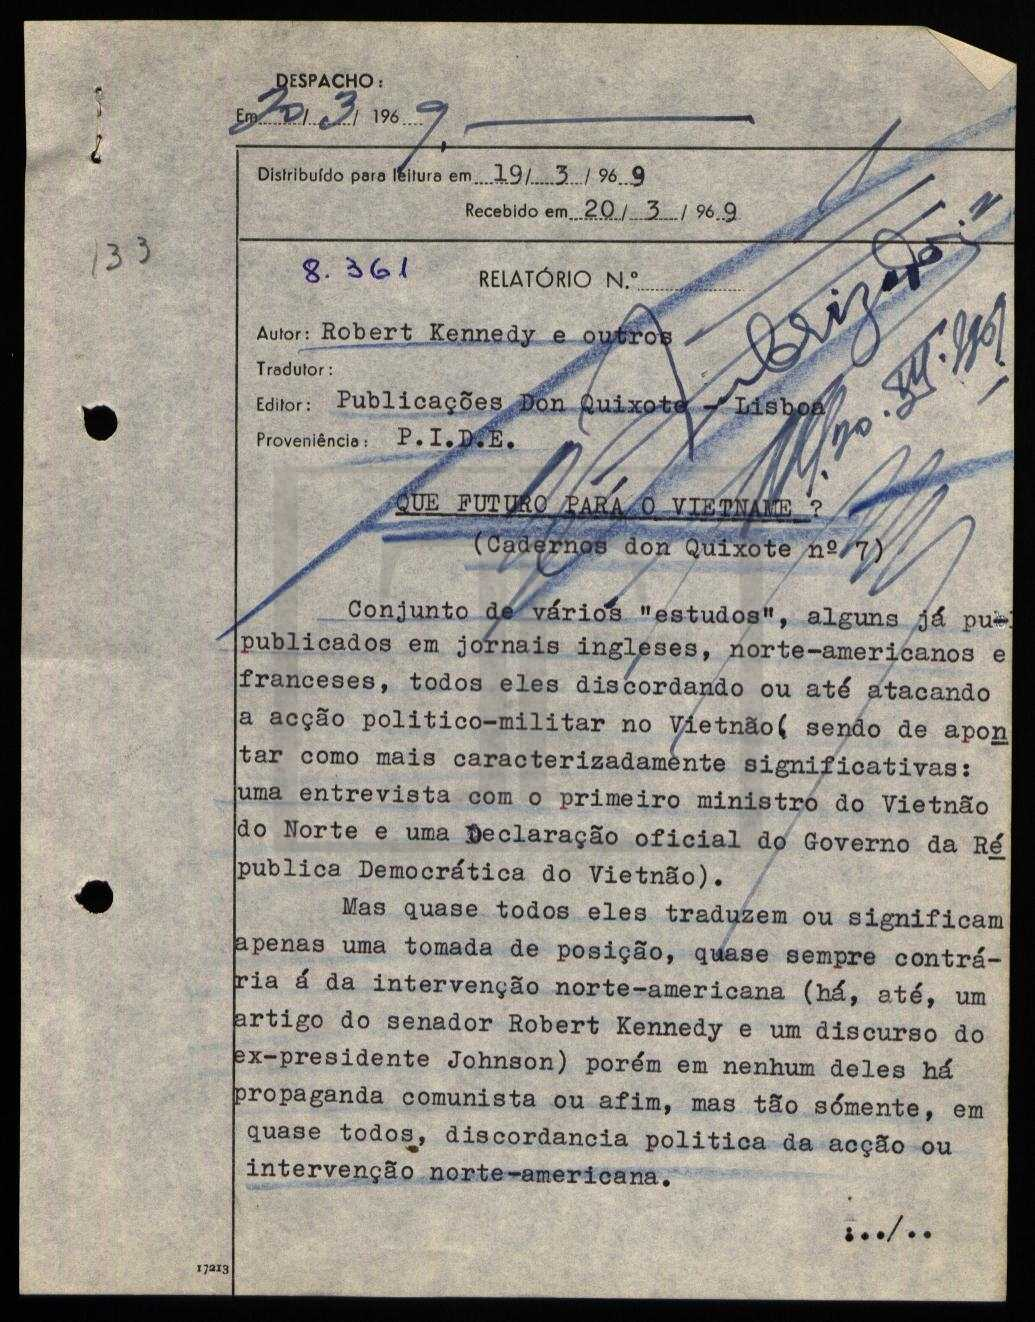 DESPACHO:
Em 20/ 3/ 1969,
Distribuído para leitura em 19/ 3 / 969
Recebido em 20 / 3 / 969
133
8.361 RELATÓRIO N.º
Autorizado
Autor: Robert Kennedy e outros
Tradutor:
Editor: Publicações Don Quixote - Lisboa
Proveniência: P.I.D.E.
QUE FUTURO PARA O VIETNAME ?
(Cadernos don Quixote nº 7)
Conjunto de vários "estudos", alguns já pu-
publicados em jornais ingleses, norte-americanos e
franceses, todos eles discordando ou até atacando
a acção politico-militar no Vietnão( sendo de apon
tar como mais caracterizadamente significativas:
uma entrevista com o primeiro ministro do Vietnão
do Norte e uma Declaração oficial do Governo da Ré
publica Democrática do Vietnão).
Mas quase todos eles traduzem ou significam
apenas uma tomada de posição, quase sempre contrá-
ria á da intervenção norte-americana (há, até, um
artigo do senador Robert Kennedy e um discurso do
ex-presidente Johnson) porém em nenhum deles há
propaganda comunista ou afim, mas tão sómente, em
quase todos, discordancia politica da acção ou
intervenção norte-americana.
:../..
17213